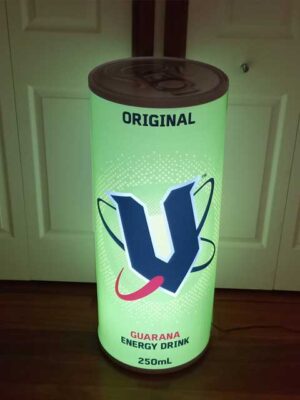 ORIGINAL
V
GUARANA
ENERGY DRINK
250mL